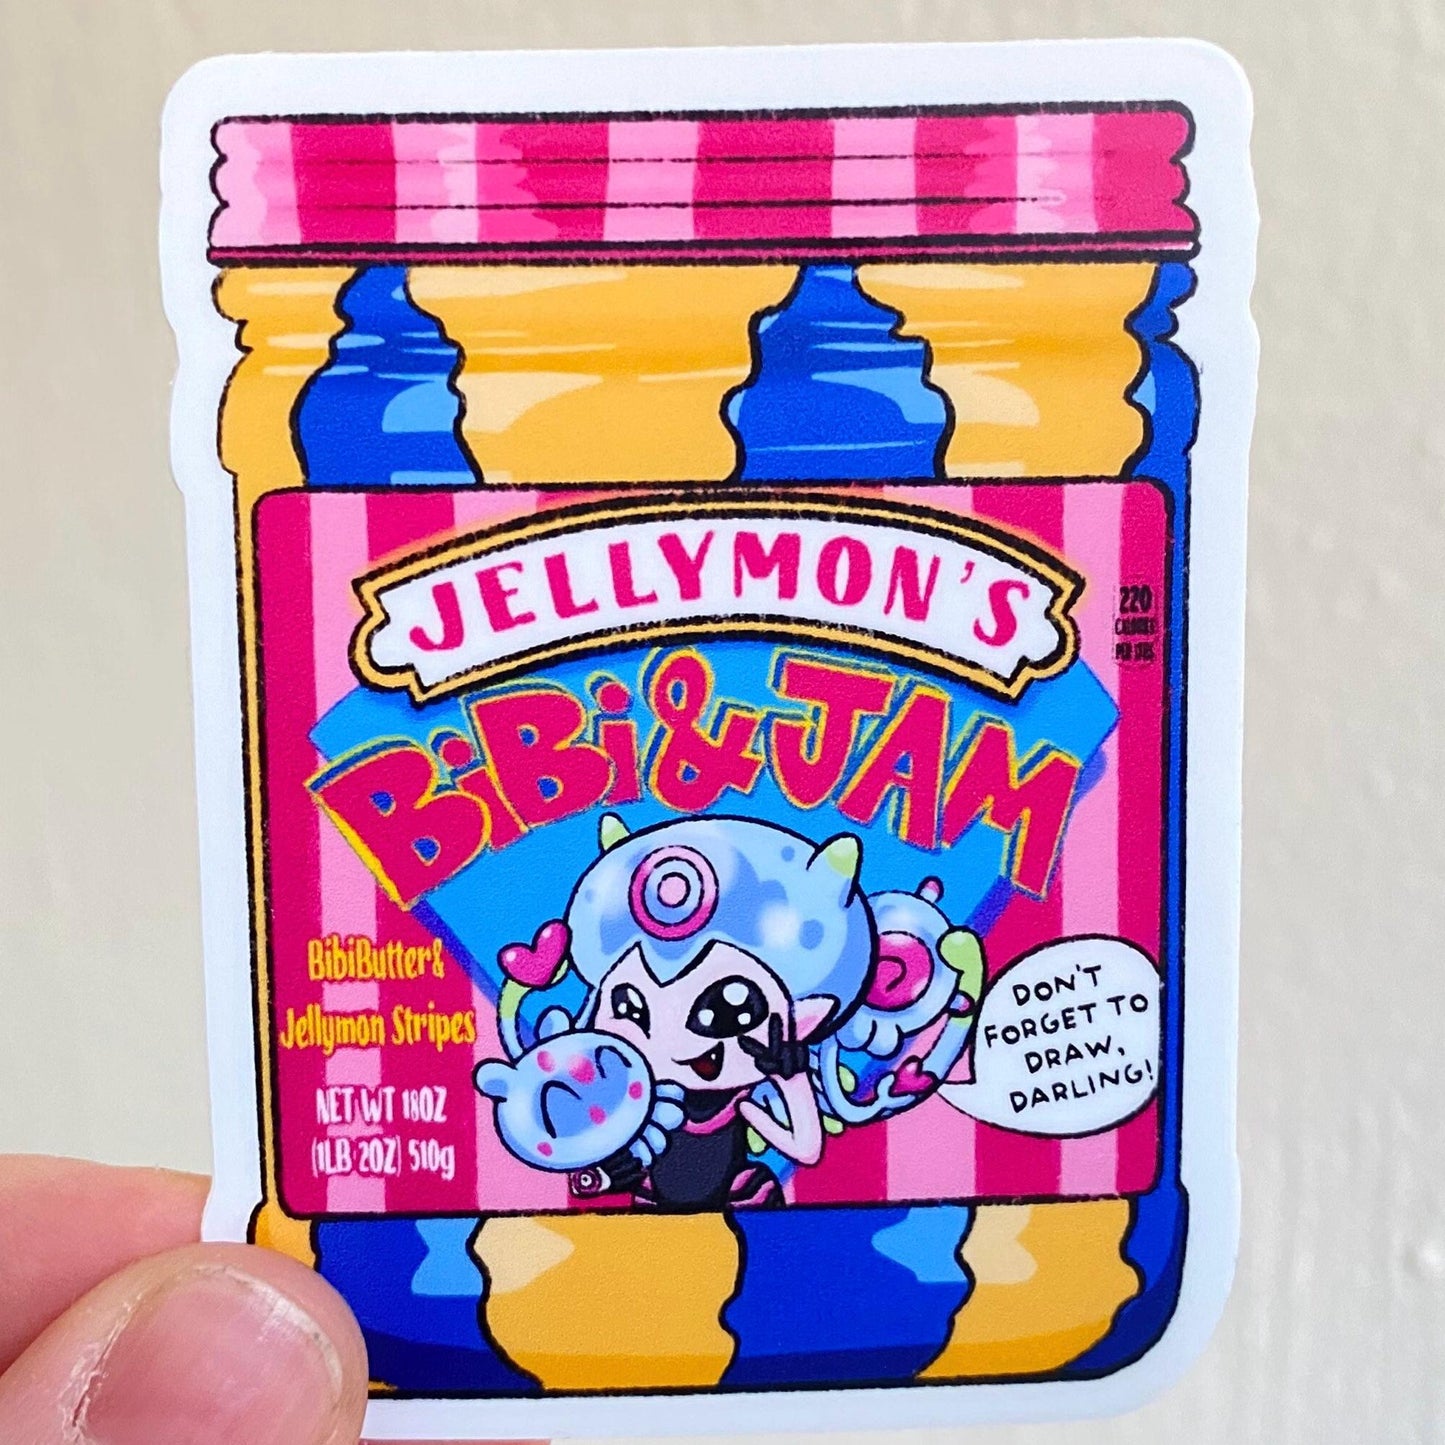 JELLYMON'S
BiBi & JAM
220
BibiButter&
Jellymon Stripes
NET WT 18OZ
(1LB 2OZ) 510g
DON'T
FORGET TO
DRAW,
DARLING!